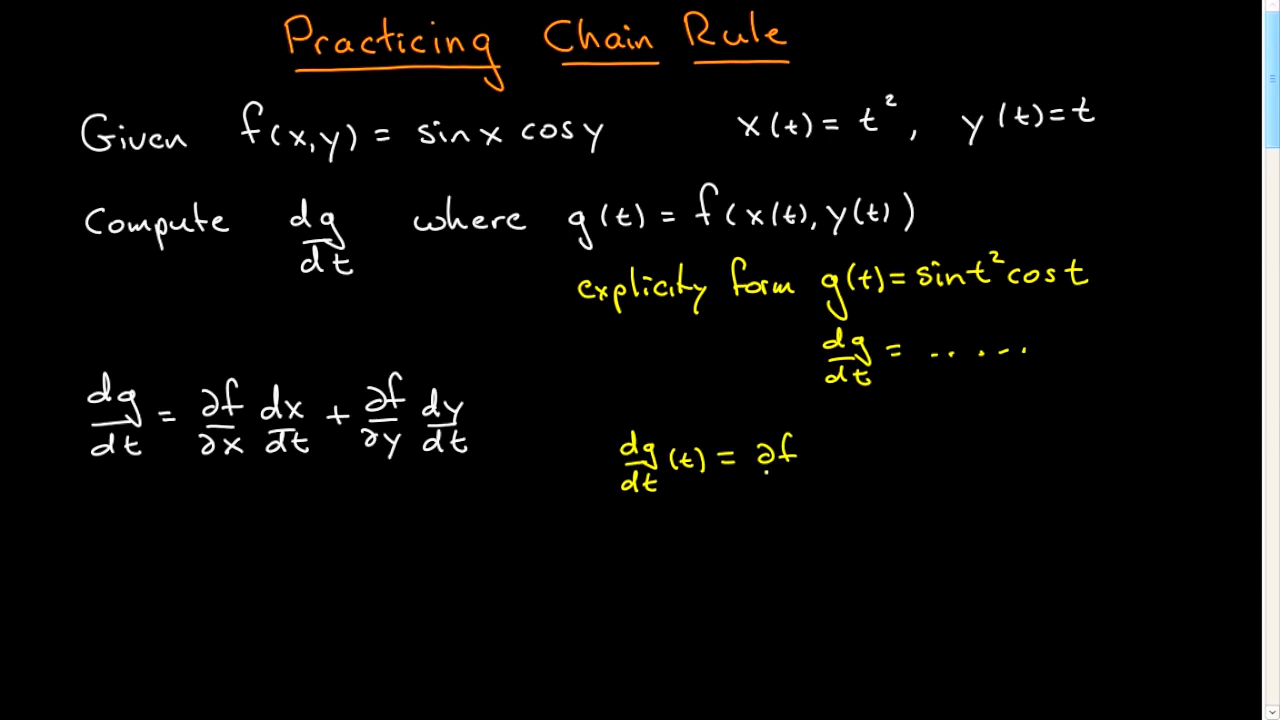 Practicing Chain Rule
Given f(x,y) = sin x cos y x(t) = t², y(t) = t
Compute dg/dt where g(t) = f(x(t), y(t))
explicity form g(t) = sin t² cos t
dg/dt = ......
dg/dt = ∂f/∂x dx/dt + ∂f/∂y dy/dt
dg/dt (t) = ∂f